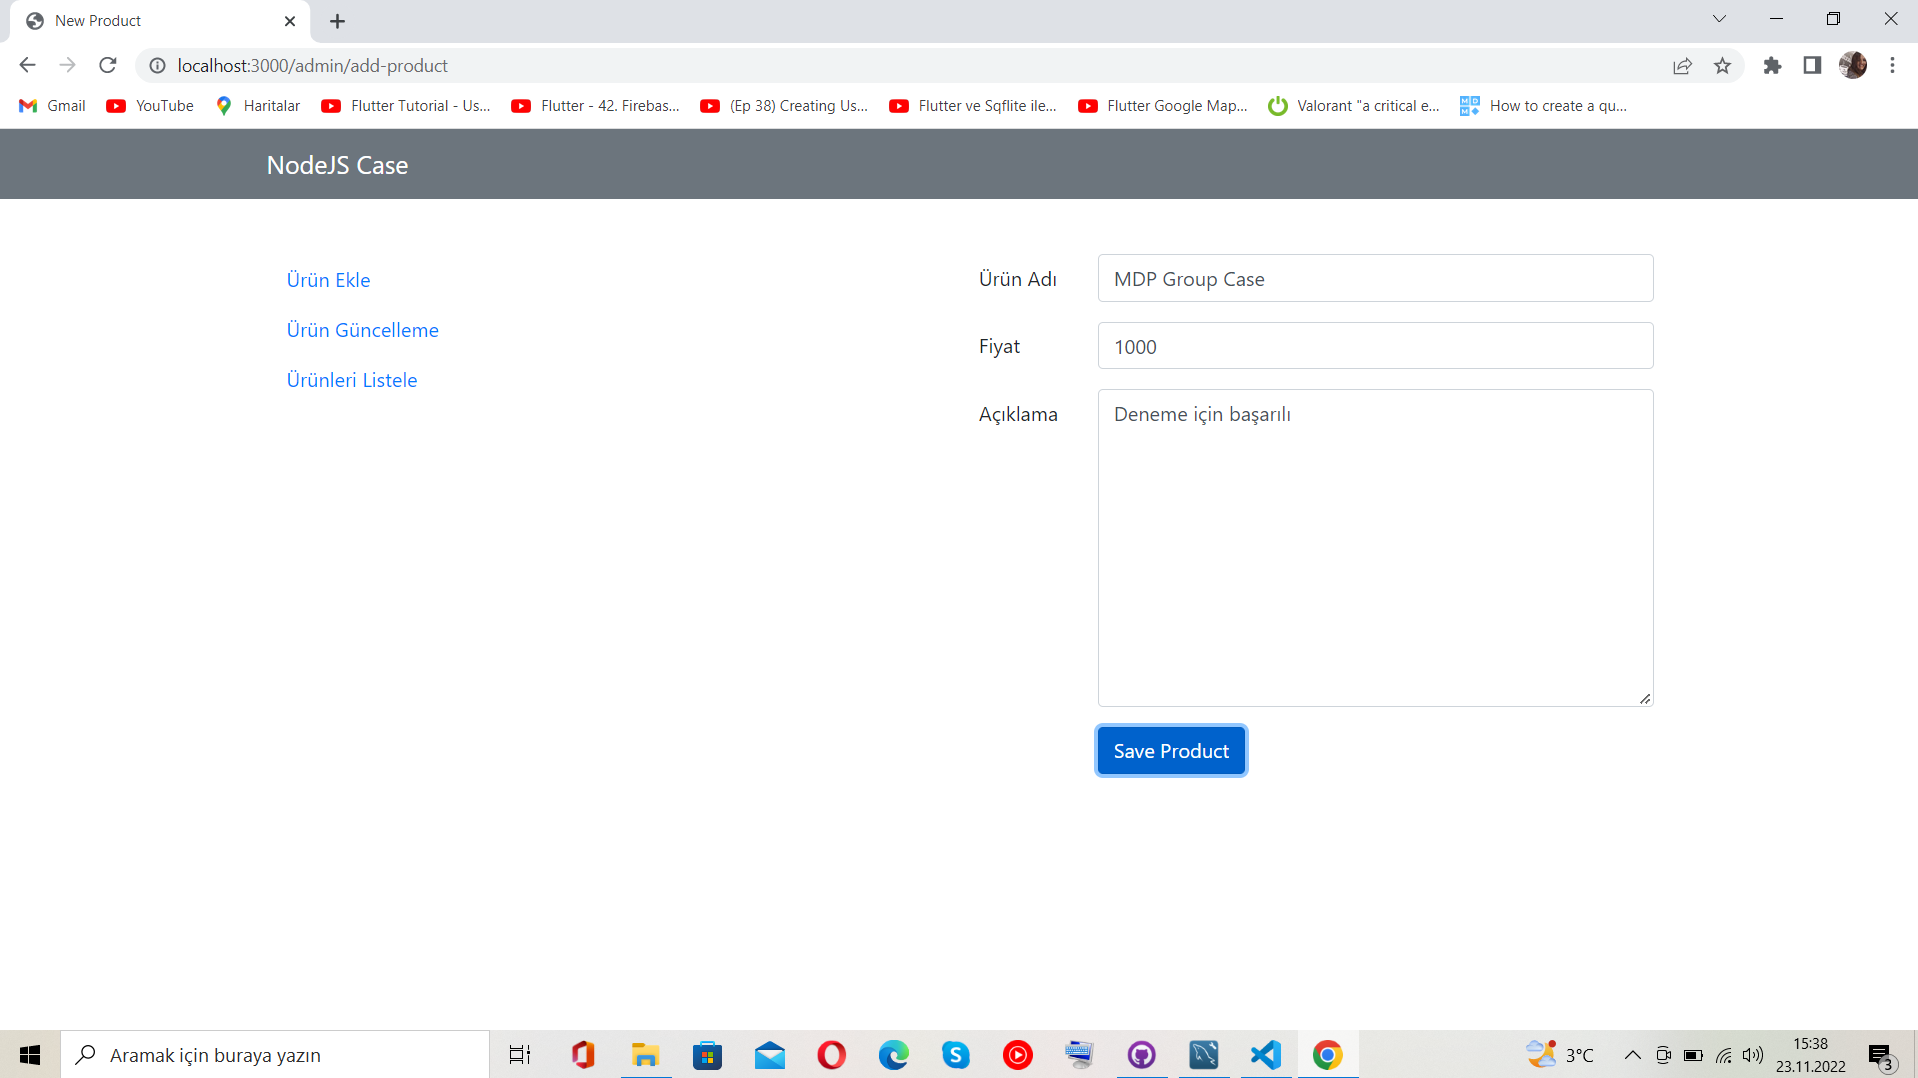 New Product
localhost:3000/admin/add-product
Gmail
YouTube
Haritalar
Flutter Tutorial - Us...
Flutter - 42. Firebas...
(Ep 38) Creating Us...
Flutter ve Sqflite ile...
Flutter Google Map...
Valorant "a critical e...
How to create a qu...
NodeJS Case
Ürün Ekle
Ürün Güncelleme
Ürünleri Listele
Ürün Adı
MDP Group Case
Fiyat
1000
Açıklama
Deneme için başarılı
Save Product
Aramak için buraya yazın
3°C
15:38
23.11.2022
3